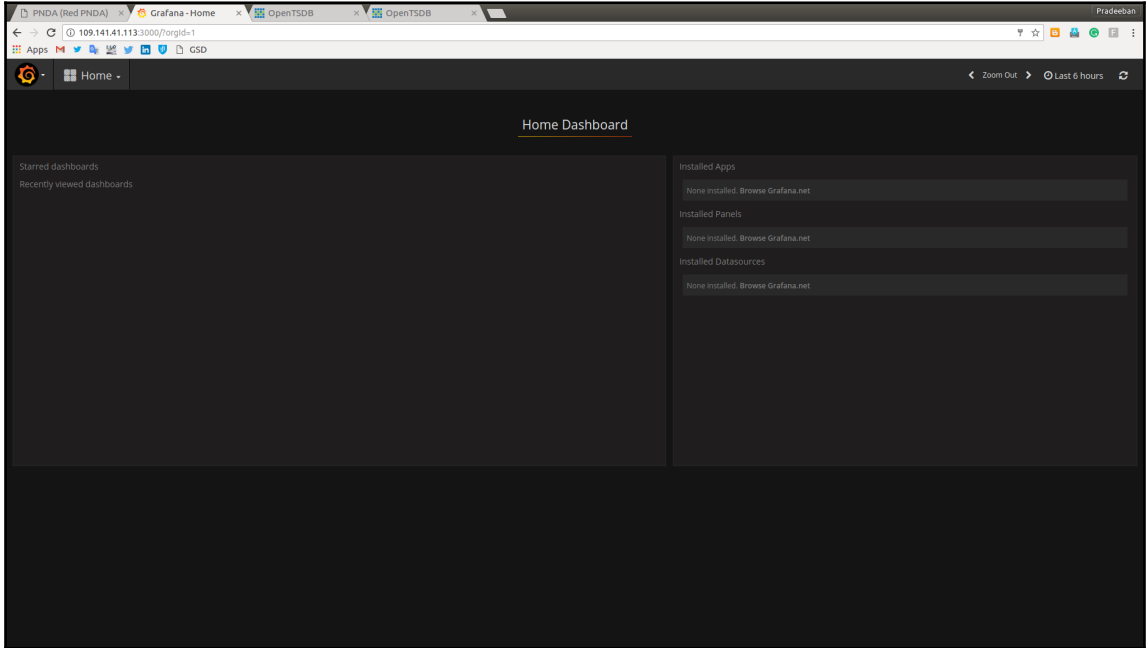 PNDA (Red PNDA) × Grafana - Home × OpenTSDB × OpenTSDB × Pradeeban
109.141.41.113:3000/?orgId=1
Apps GSD
Home Zoom Out Last 6 hours
Home Dashboard
Starred dashboards
Recently viewed dashboards
Installed Apps
None installed. Browse Grafana.net
Installed Panels
None installed. Browse Grafana.net
Installed Datasources
None installed. Browse Grafana.net